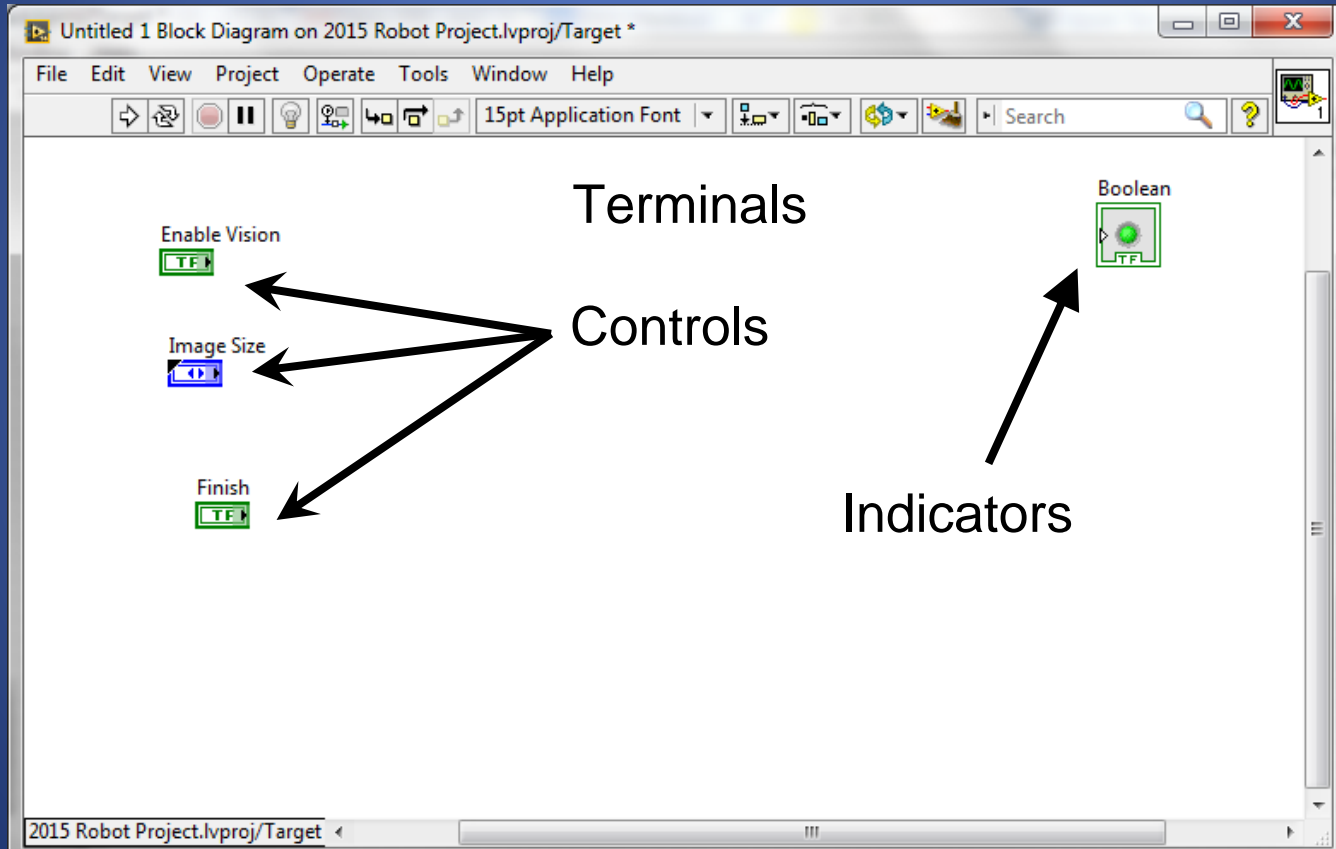 Untitled 1 Block Diagram on 2015 Robot Project.lvproj/Target *
File Edit View Project Operate Tools Window Help
15pt Application Font Search
1
Terminals
Boolean
TF
Enable Vision
TF
Controls
Image Size
Finish
TF
Indicators
2015 Robot Project.lvproj/Target